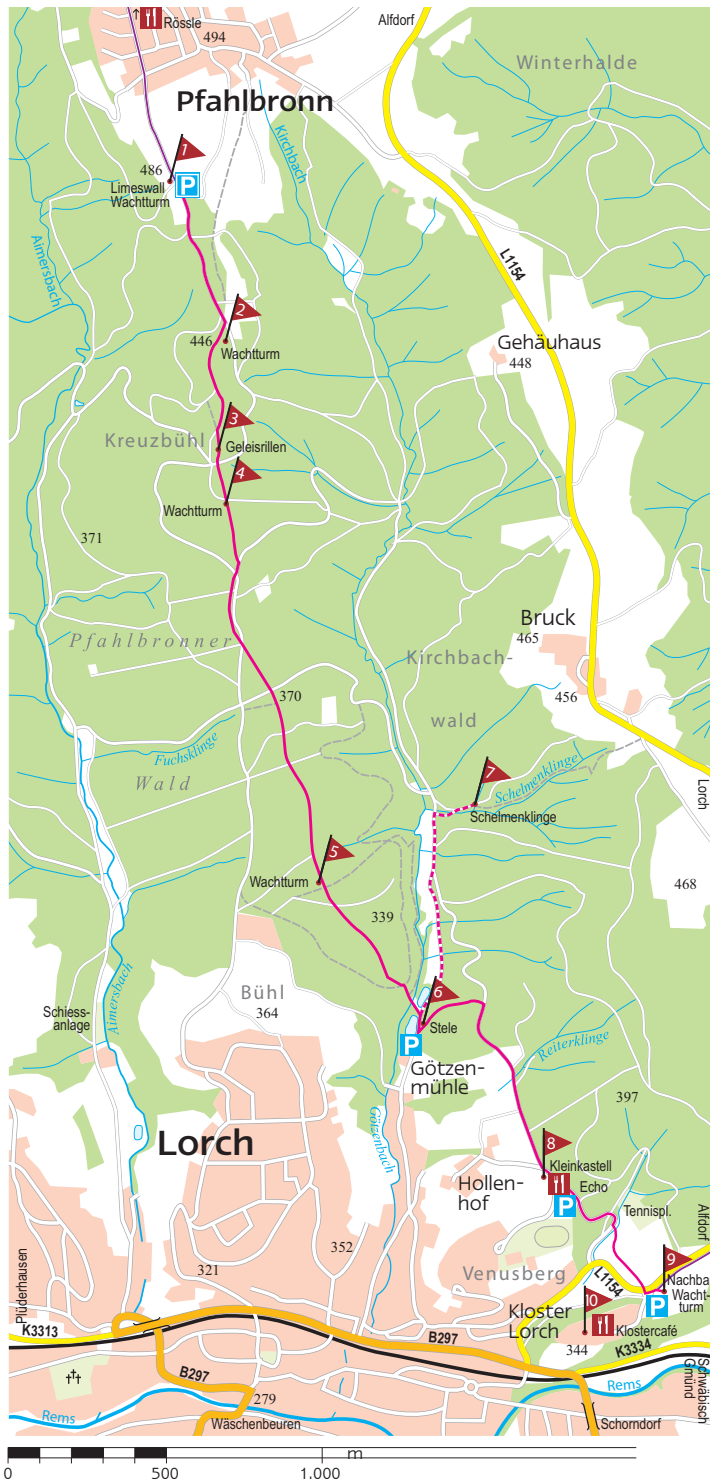 Rössle
494
Alfdorf
Winterhalde
Pfahlbronn
Kirchbach
1
486
P
Limeswall
Wachtturm
Aimersbach
L1154
2
446
Wachtturm
Gehäuhaus
448
3
Kreuzbühl
Geleisrillen
4
Wachtturm
371
Bruck
465
Pfahlbronner
Kirchbach-
456
370
wald
Fuchsklinge
Wald
7
Schelmenklinge
Schelmenklinge
Lorch
5
Wachtturm
468
339
Bühl
364
6
Stele
P
Schiess-
anlage
Aimersbach
Götzen-
mühle
Reiterklinge
397
Götzenbach
Lorch
8
Kleinkastell
Hollen-
hof
Echo
P
Tennispl.
Alfdorf
352
321
Venusberg
9
L1154
Nachba
Wacht-
turm
P
Plüderhausen
10
Kloster
Lorch
Klostercafé
344
K3313
B297
K3334
B297
Schwäbisch
Gmünd
Rems
279
Rems
Wäschenbeuren
Schorndorf
m
0
500
1.000